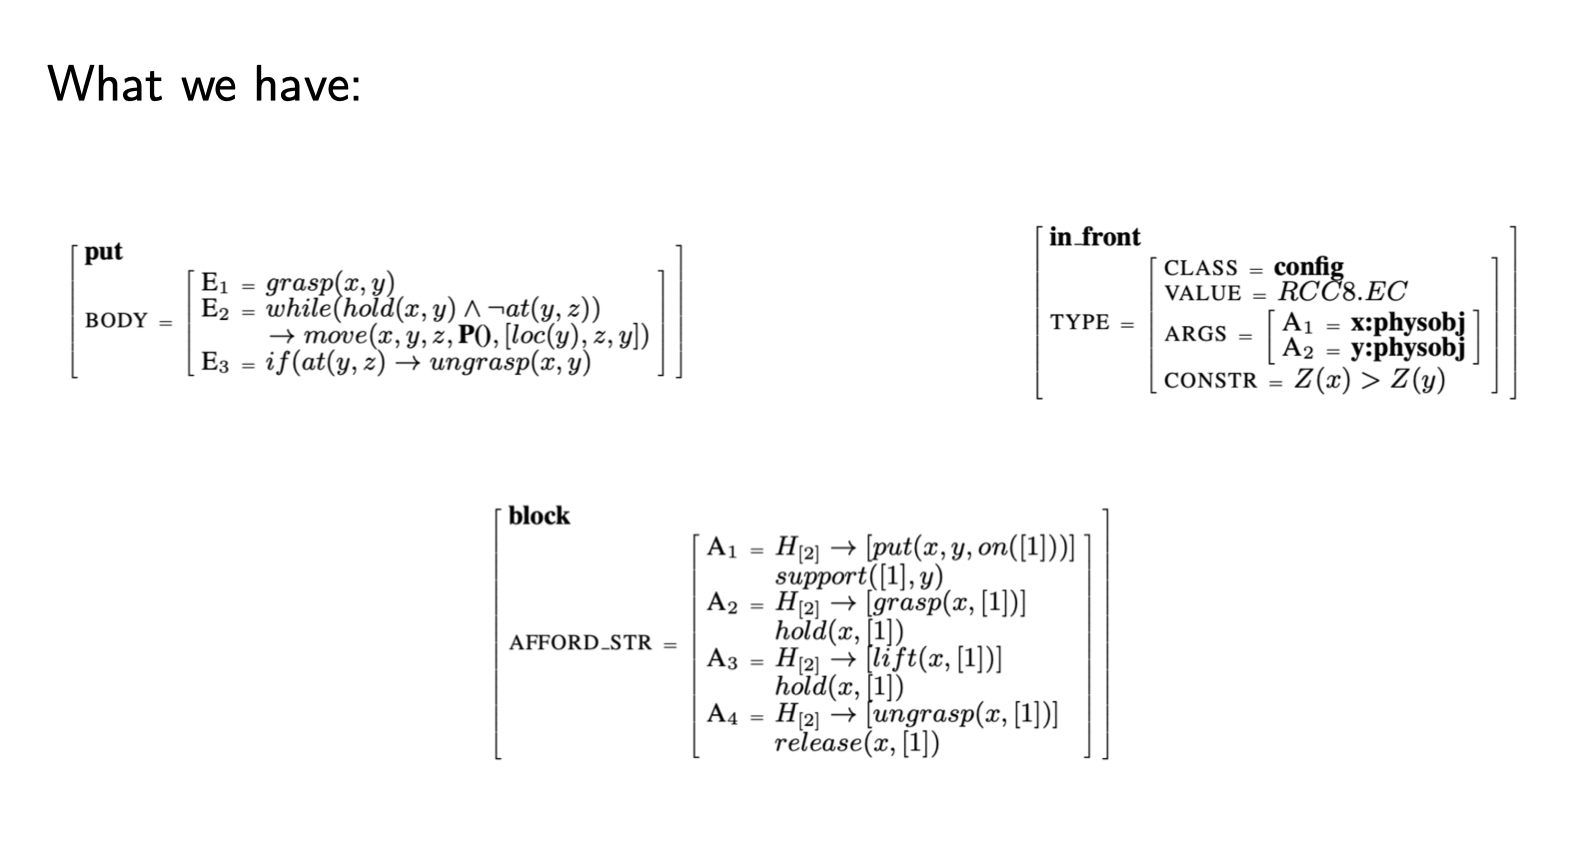 What we have:
put
BODY =
E₁ = grasp(x, y)
E₂ = while(hold(x, y) ∧ ¬at(y, z))
→ move(x, y, z, P(), [loc(y), z, y])
E₃ = if(at(y, z) → ungrasp(x, y)
in_front
TYPE =
CLASS = config
VALUE = RCC8.EC
ARGS =
A₁ = x:physobj
A₂ = y:physobj
CONSTR = Z(x) > Z(y)
block
AFFORD_STR =
A₁ = H[2] → [put(x, y, on([1]))]
support([1], y)
A₂ = H[2] → [grasp(x, [1])]
hold(x, [1])
A₃ = H[2] → [lift(x, [1])]
hold(x, [1])
A₄ = H[2] → [ungrasp(x, [1])]
release(x, [1])